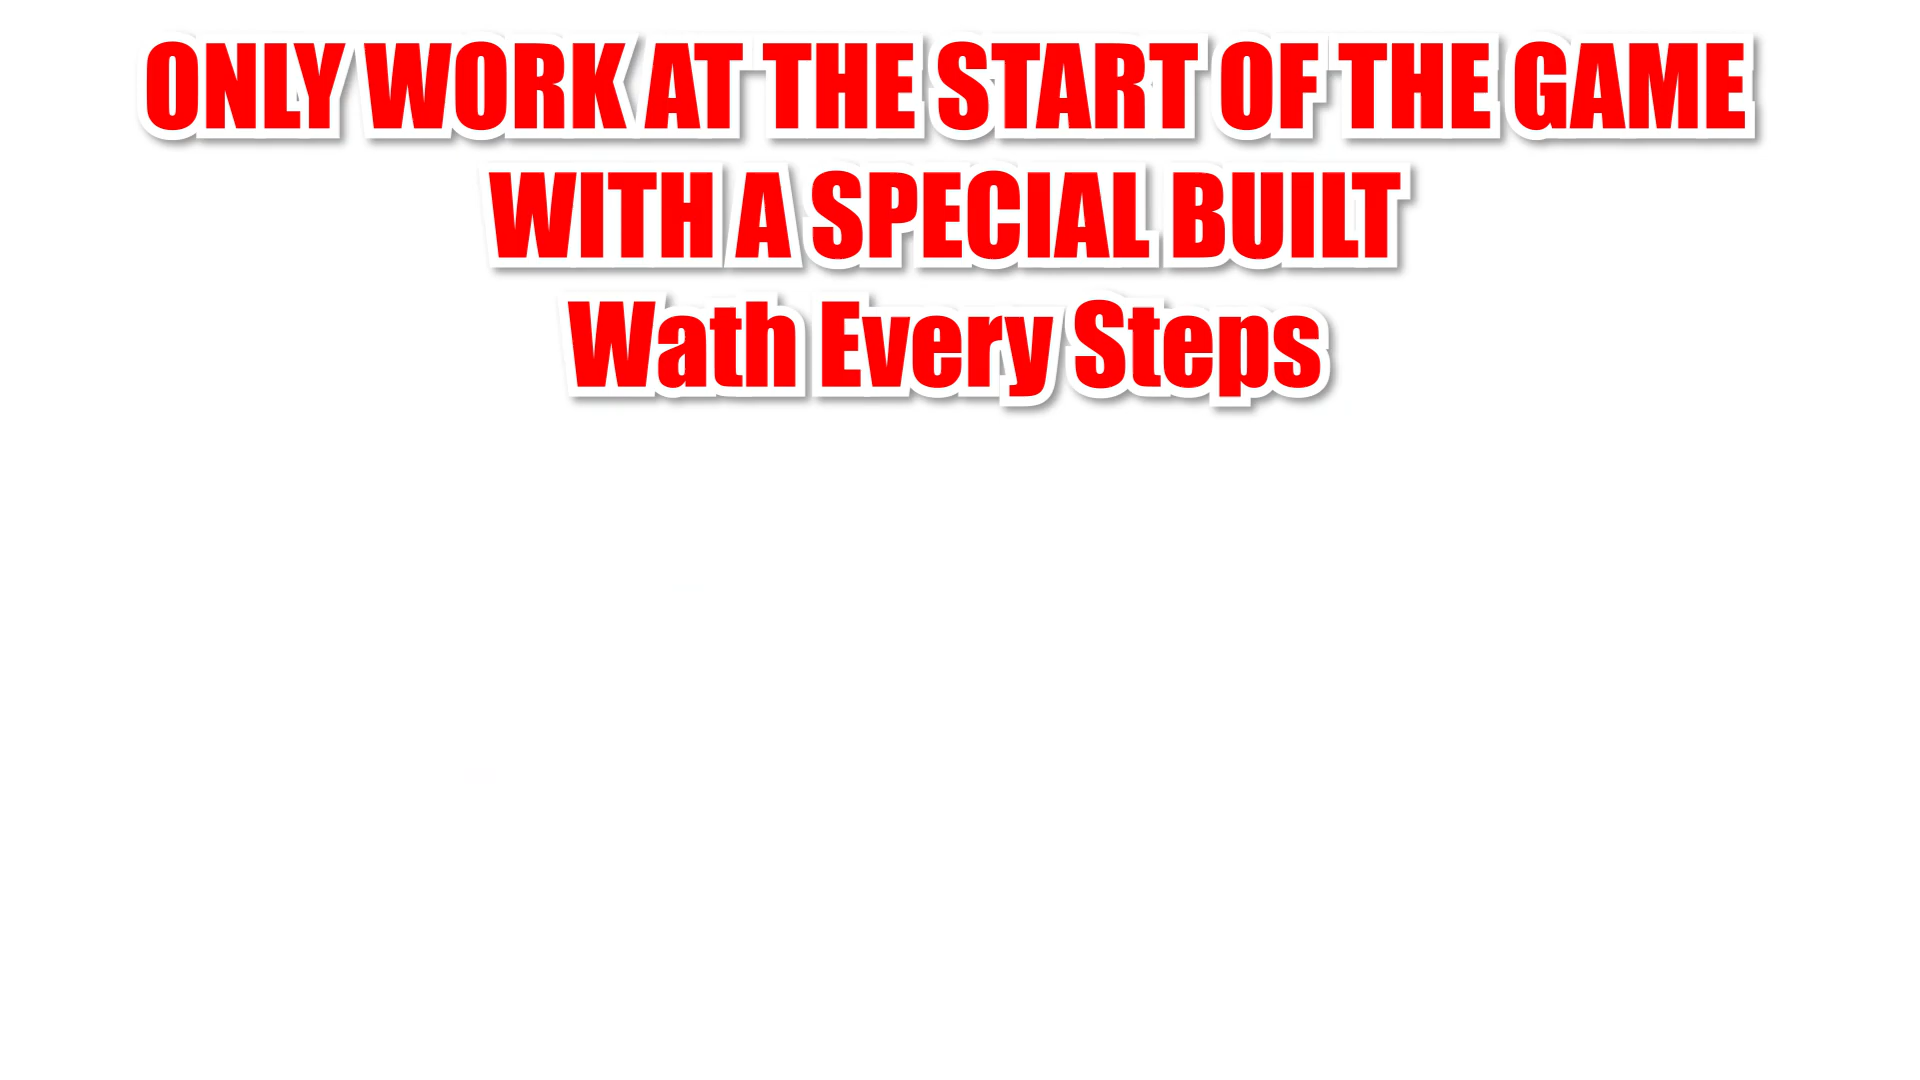 ONLY WORK AT THE START OF THE GAME
WITH A SPECIAL BUILT
Wath Every Steps